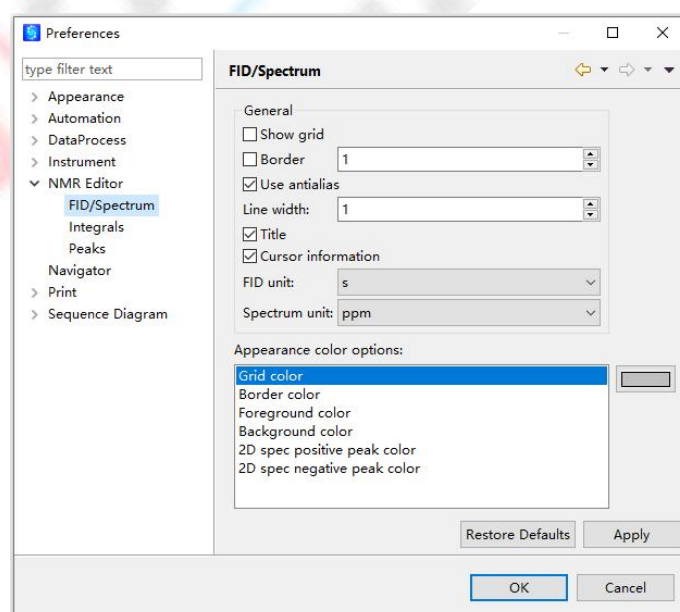 Preferences
type filter text
Appearance
Automation
DataProcess
Instrument
NMR Editor
FID/Spectrum
Integrals
Peaks
Navigator
Print
Sequence Diagram
FID/Spectrum
General
Show grid
Border 1
Use antialias
Line width: 1
Title
Cursor information
FID unit: s
Spectrum unit: ppm
Appearance color options:
Grid color
Border color
Foreground color
Background color
2D spec positive peak color
2D spec negative peak color
Restore Defaults Apply
OK Cancel